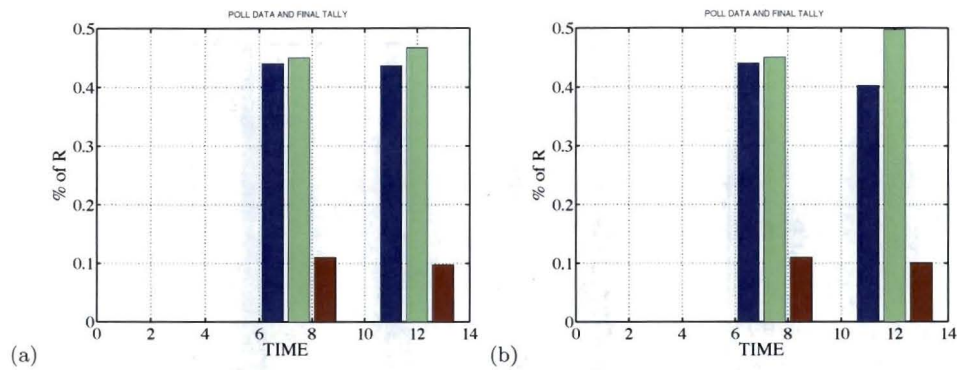 POLL DATA AND FINAL TALLY
0.5
0.4
0.3
0.2
0.1
0
% of R
0 2 4 6 8 10 12 14
TIME
(a)
POLL DATA AND FINAL TALLY
0.5
0.4
0.3
0.2
0.1
0
% of R
0 2 4 6 8 10 12 14
TIME
(b)